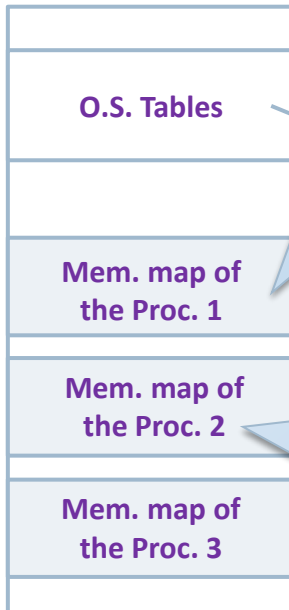 O.S. Tables
Mem. map of
the Proc. 1
Mem. map of
the Proc. 2
Mem. map of
the Proc. 3